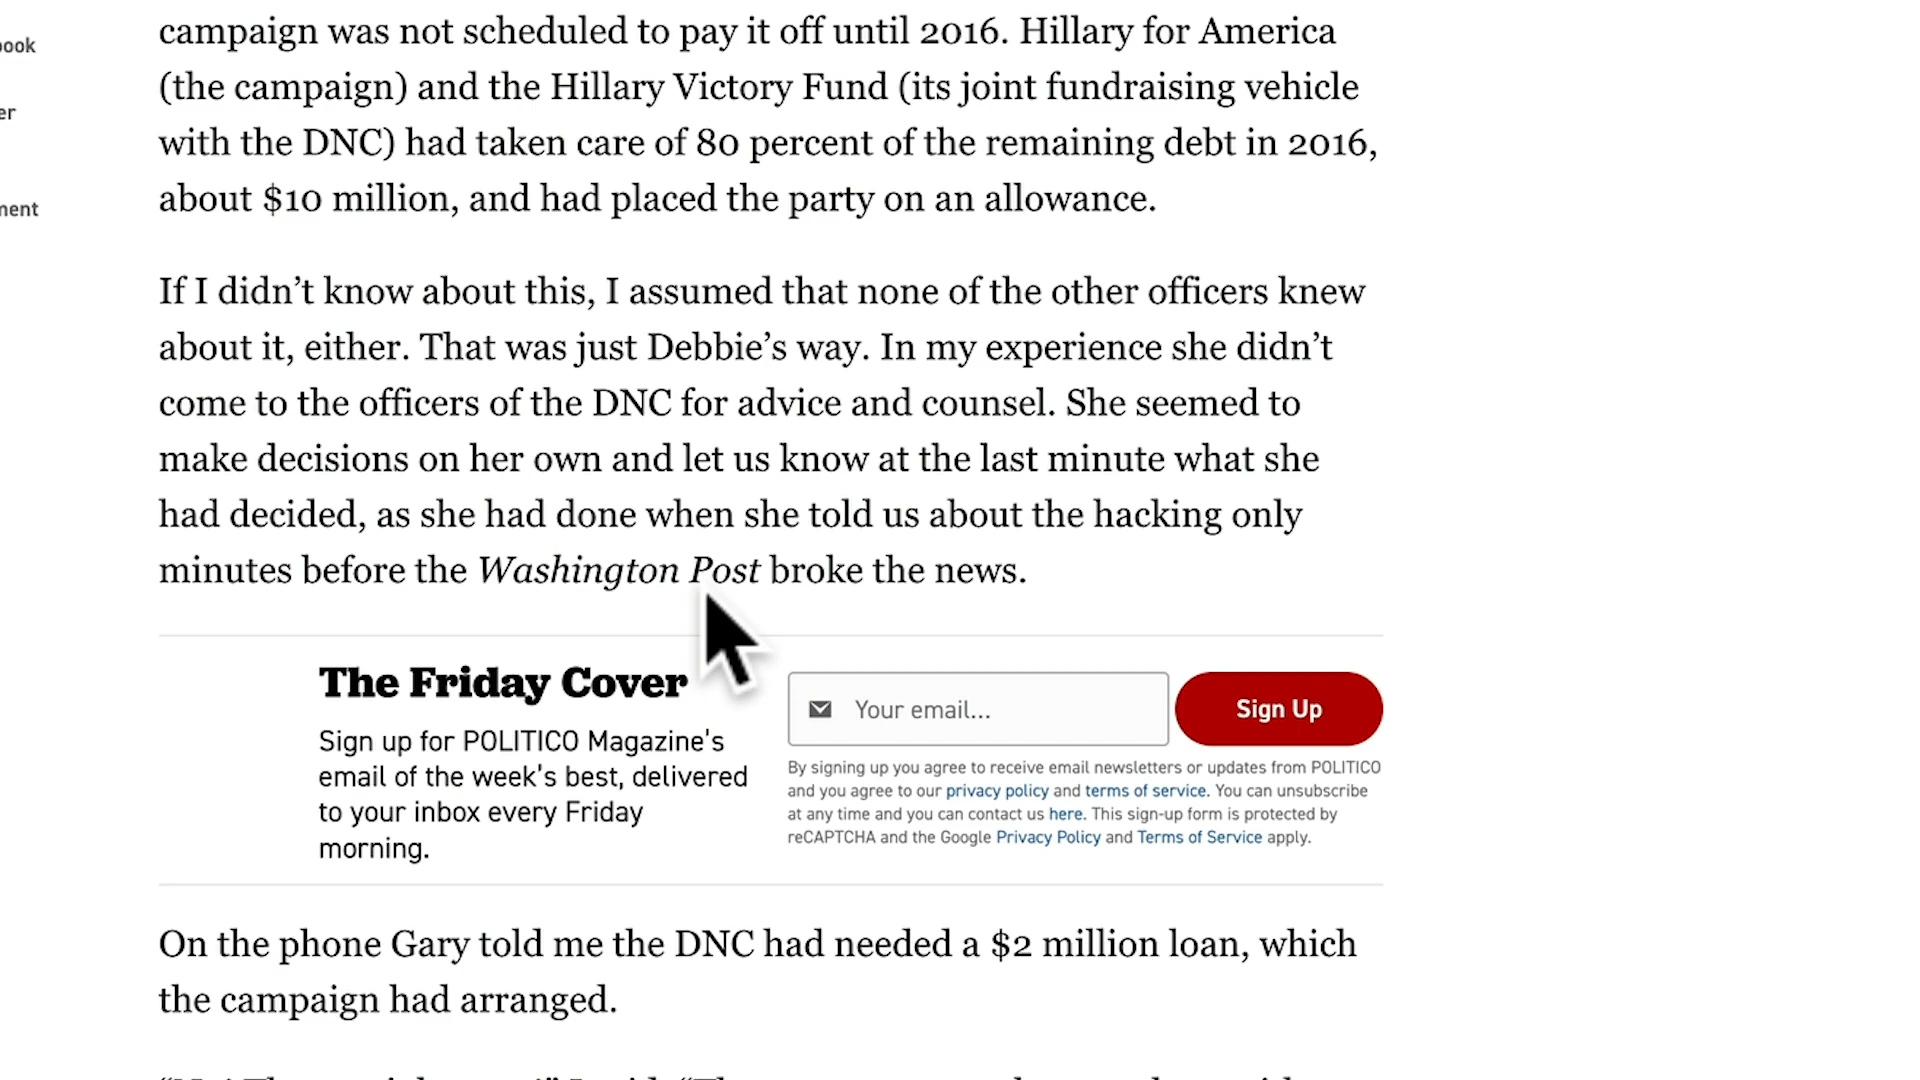 book
campaign was not scheduled to pay it off until 2016. Hillary for America
(the campaign) and the Hillary Victory Fund (its joint fundraising vehicle
er
with the DNC) had taken care of 80 percent of the remaining debt in 2016,
ment
about $10 million, and had placed the party on an allowance.
If I didn’t know about this, I assumed that none of the other officers knew
about it, either. That was just Debbie’s way. In my experience she didn’t
come to the officers of the DNC for advice and counsel. She seemed to
make decisions on her own and let us know at the last minute what she
had decided, as she had done when she told us about the hacking only
minutes before the Washington Post broke the news.
The Friday Cover
Sign up for POLITICO Magazine's
email of the week's best, delivered
to your inbox every Friday
morning.
Your email...
Sign Up
By signing up you agree to receive email newsletters or updates from POLITICO
and you agree to our privacy policy and terms of service. You can unsubscribe
at any time and you can contact us here. This sign-up form is protected by
reCAPTCHA and the Google Privacy Policy and Terms of Service apply.
On the phone Gary told me the DNC had needed a $2 million loan, which
the campaign had arranged.